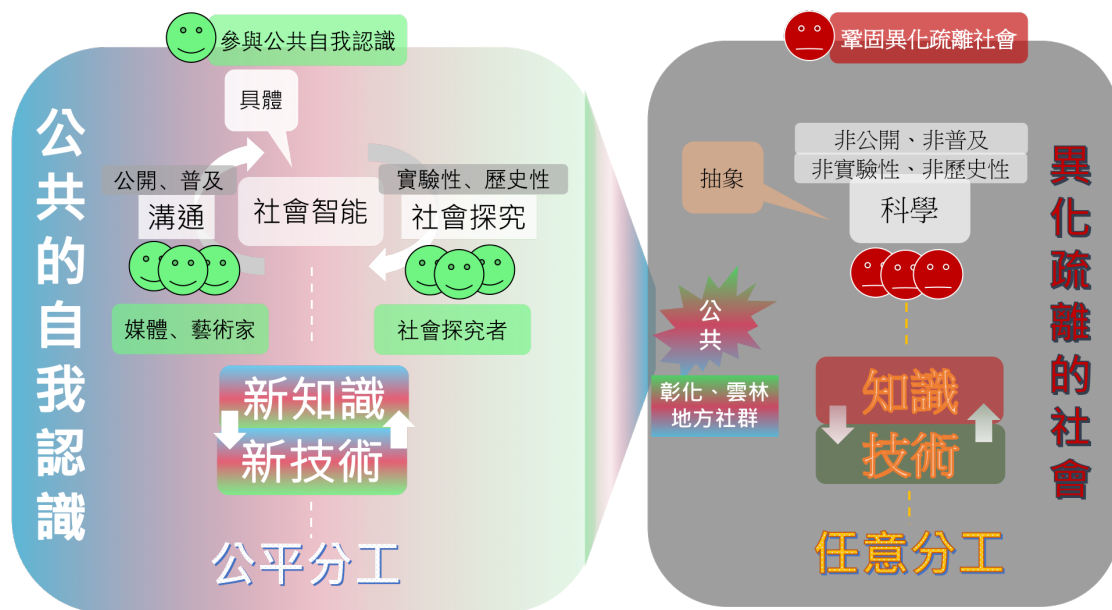 參與公共自我認識
公共的自我認識
具體
公開、普及
溝通
社會智能
實驗性、歷史性
社會探究
媒體、藝術家
社會探究者
新知識
新技術
公平分工
鞏固異化疏離社會
抽象
非公開、非普及
非實驗性、非歷史性
科學
公
共
彰化、雲林
地方社群
知識
技術
任意分工
異化疏離的社會